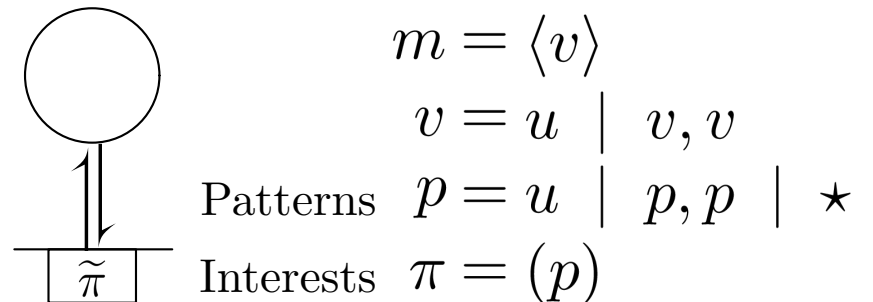 m = ⟨v⟩
v = u | v, v
Patterns p = u | p, p | ⋆
Interests π = (p)
π̃